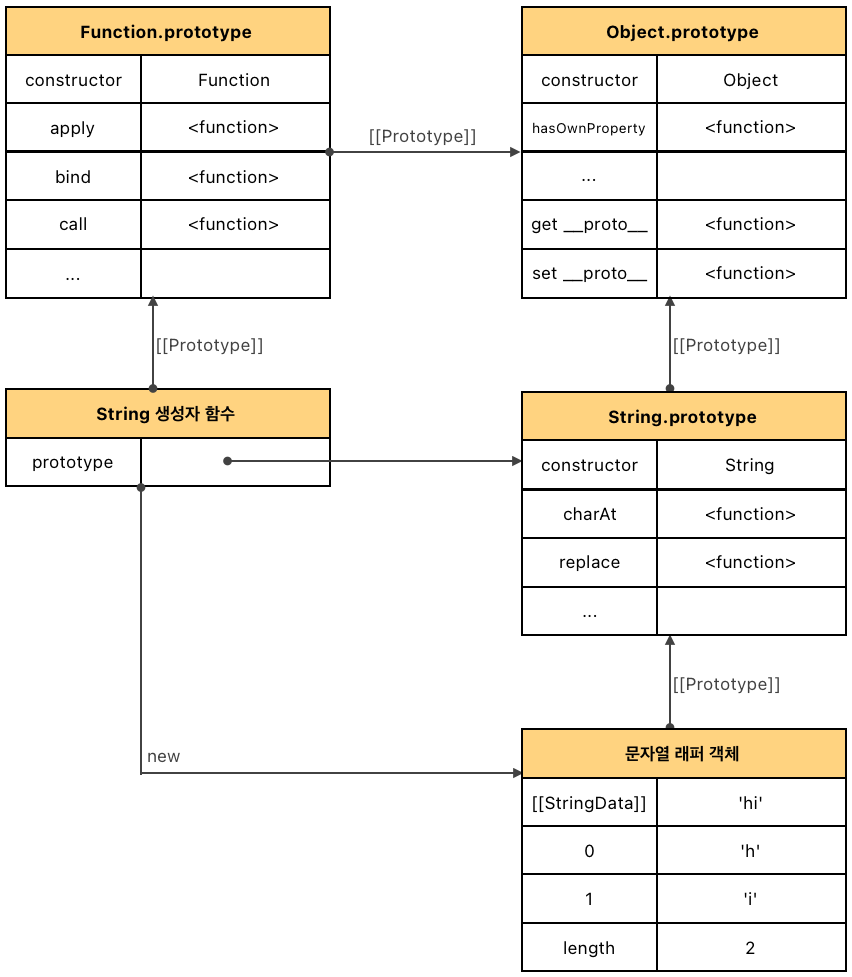 Function.prototype
constructor Function
apply <function>
bind <function>
call <function>
...
[[Prototype]]
Object.prototype
constructor Object
hasOwnProperty <function>
...
get __proto__ <function>
set __proto__ <function>
[[Prototype]]
[[Prototype]]
String 생성자 함수
prototype
String.prototype
constructor String
charAt <function>
replace <function>
...
[[Prototype]]
new
문자열 래퍼 객체
[[StringData]] 'hi'
0 'h'
1 'i'
length 2